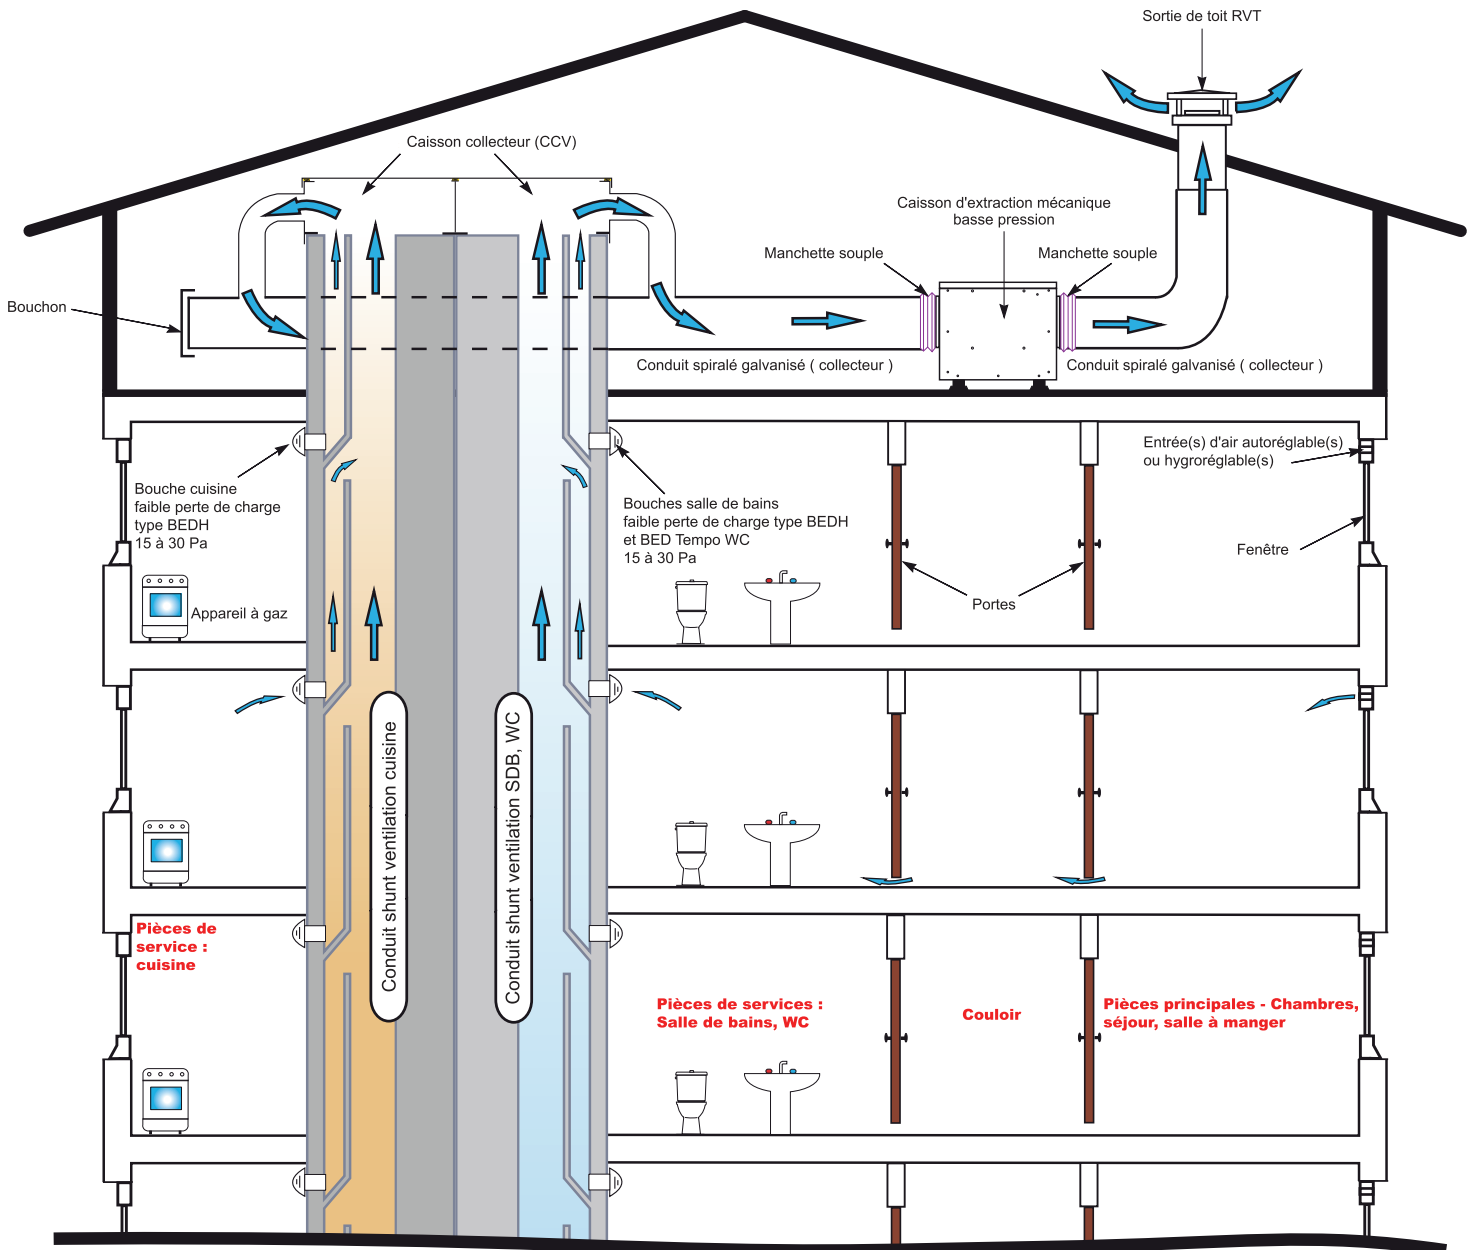 Sortie de toit RVT
Caisson collecteur (CCV)
Caisson d'extraction mécanique
basse pression
Manchette souple
Manchette souple
Bouchon
Conduit spiralé galvanisé ( collecteur )
Conduit spiralé galvanisé ( collecteur )
Entrée(s) d'air autoréglable(s)
ou hygroréglable(s)
Bouche cuisine
faible perte de charge
type BEDH
15 à 30 Pa
Bouches salle de bains
faible perte de charge type BEDH
et BED Tempo WC
15 à 30 Pa
Fenêtre
Appareil à gaz
Portes
Conduit shunt ventilation cuisine
Conduit shunt ventilation SDB, WC
Pièces de
service :
cuisine
Pièces de services :
Salle de bains, WC
Couloir
Pièces principales - Chambres,
séjour, salle à manger